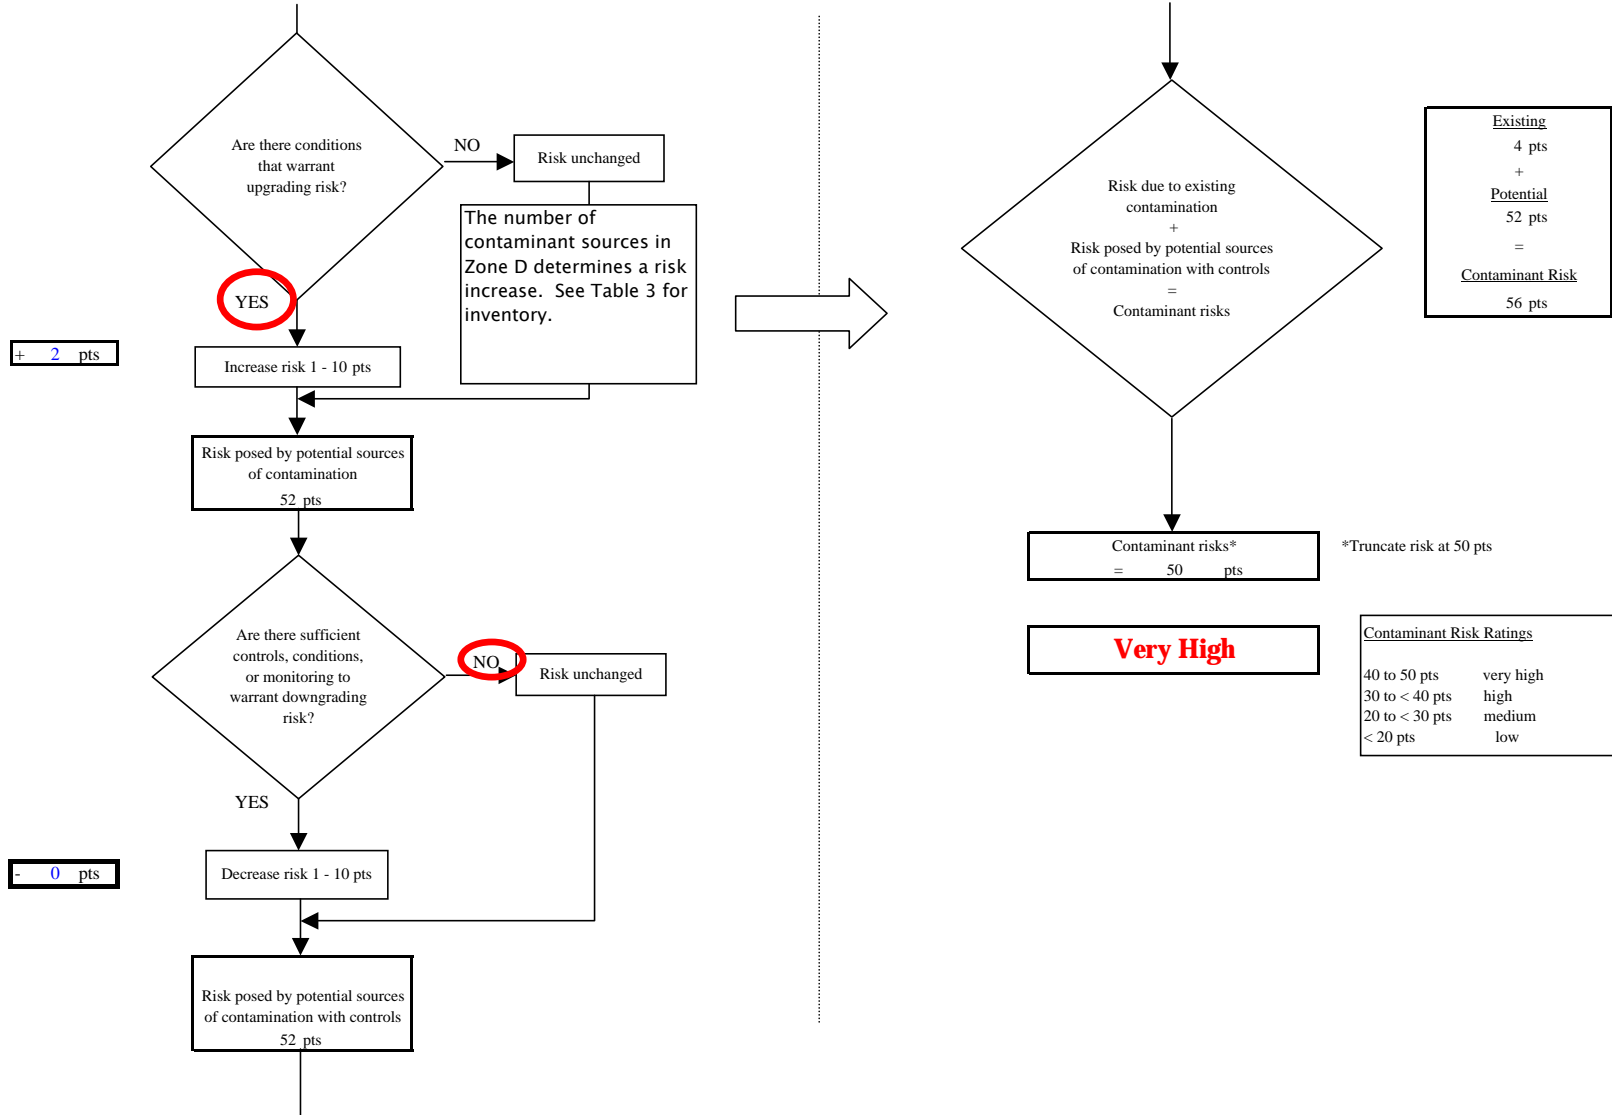 Are there conditions
that warrant
upgrading risk?
NO
Risk unchanged
The number of
contaminant sources in
Zone D determines a risk
increase.  See Table 3 for
inventory.
YES
+ 2 pts
Increase risk 1 - 10 pts
Risk posed by potential sources
of contamination
52 pts
Are there sufficient
controls, conditions,
or monitoring to
warrant downgrading
risk?
NO
Risk unchanged
YES
- 0 pts
Decrease risk 1 - 10 pts
Risk posed by potential sources
of contamination with controls
52 pts
Risk due to existing
contamination
+
Risk posed by potential sources
of contamination with controls
=
Contaminant risks
Existing
4 pts
+
Potential
52 pts
=
Contaminant Risk
56 pts
Contaminant risks*
= 50 pts
*Truncate risk at 50 pts
Very High
Contaminant Risk Ratings
40 to 50 pts very high
30 to < 40 pts high
20 to < 30 pts medium
< 20 pts low